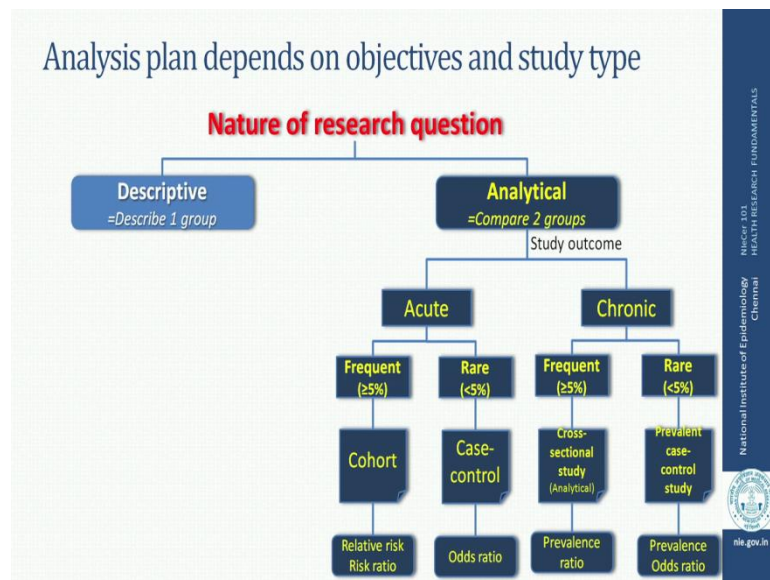 Analysis plan depends on objectives and study type
Nature of research question
Descriptive
=Describe 1 group
Analytical
=Compare 2 groups
Study outcome
Acute
Chronic
Frequent
(≥5%)
Rare
(<5%)
Frequent
(≥5%)
Rare
(<5%)
Cohort
Case-
control
Cross-
sectional
study
(Analytical)
Prevalent
case-
control
study
Relative risk
Risk ratio
Odds ratio
Prevalence
ratio
Prevalence
Odds ratio
NIeCer 101
HEALTH RESEARCH FUNDAMENTALS
National Institute of Epidemiology
Chennai
nie.gov.in